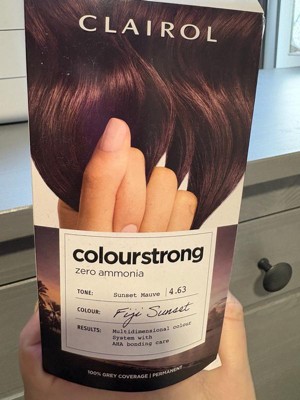 CLAIROL
colourstrong
zero ammonia
TONE: Sunset Mauve | 4.63
COLOUR: Fiji Sunset
RESULTS: Multidimensional colour
System with
AHA bonding care
100% GREY COVERAGE | PERMANENT